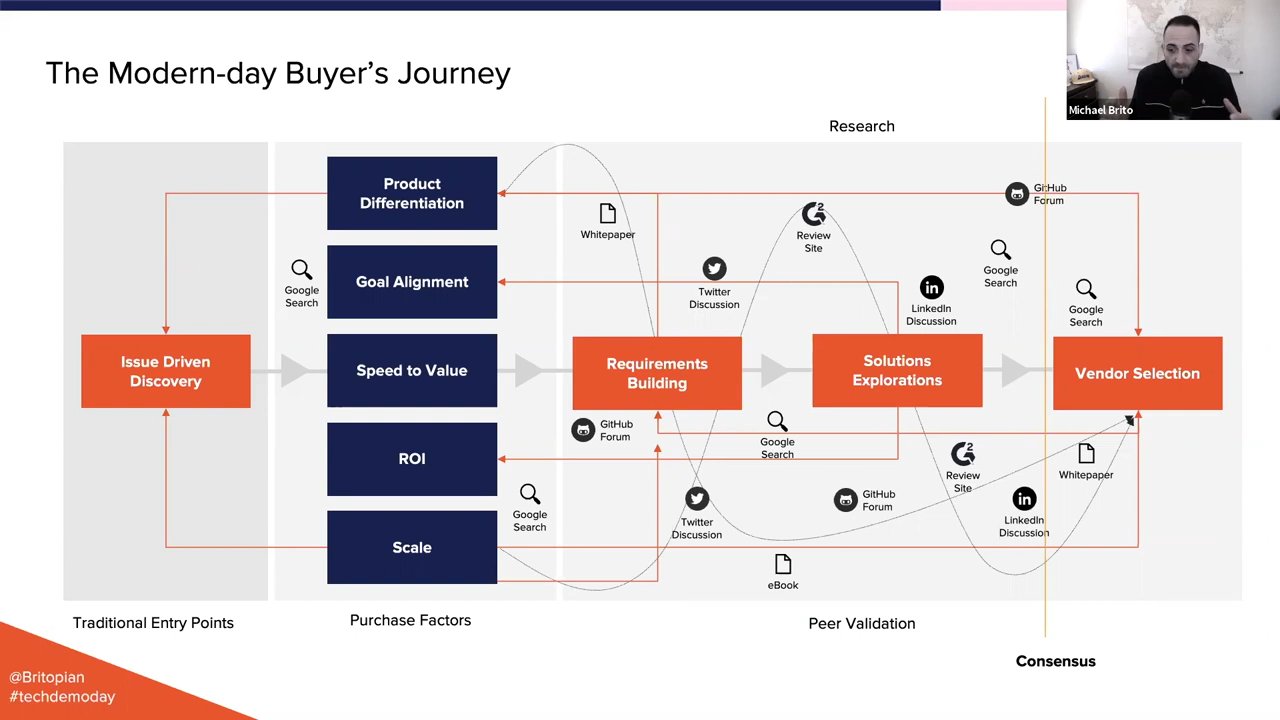 The Modern-day Buyer's Journey
Michael Brito
Research
Product
Differentiation
GitHub
Forum
Whitepaper
Review
Site
Goal Alignment
Google
Search
Twitter
Discussion
LinkedIn
Discussion
Google
Search
Google
Search
Issue Driven
Discovery
Speed to Value
Requirements
Building
Solutions
Explorations
Vendor Selection
GitHub
Forum
Google
Search
ROI
Review
Site
Whitepaper
Google
Search
Twitter
Discussion
GitHub
Forum
LinkedIn
Discussion
Scale
eBook
Traditional Entry Points
Purchase Factors
Peer Validation
Consensus
@Britopian
#techdemoday